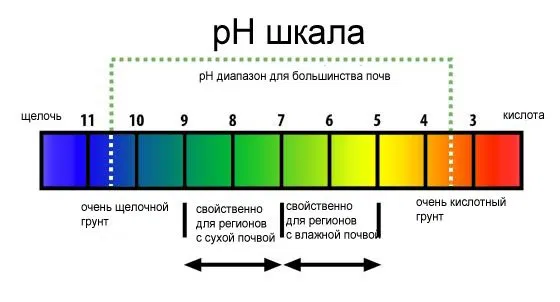 pH шкала
pH диапазон для большинства почв
щелочь
11 10 9 8 7 6 5 4 3
кислота
очень щелочной
грунт
свойственно
для регионов
с сухой почвой
свойственно
для регионов
с влажной почвой
очень кислотный
грунт